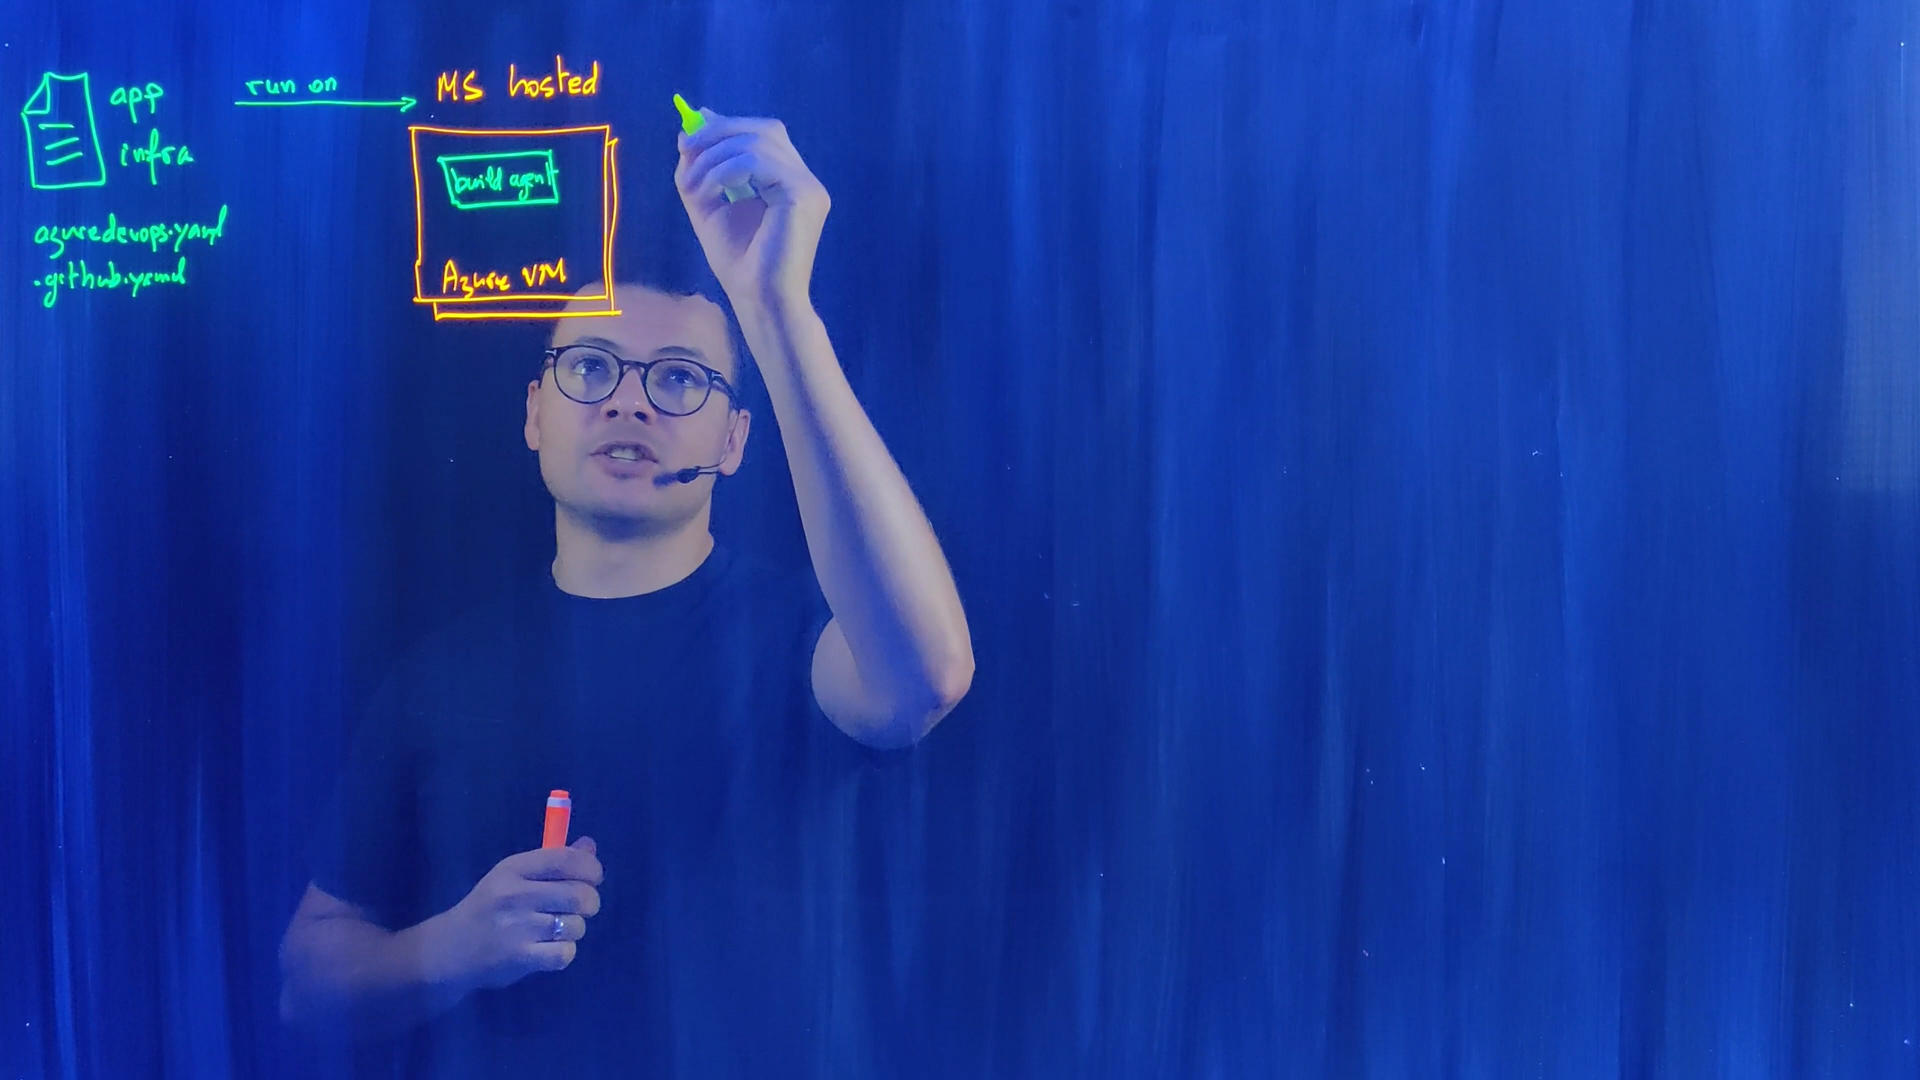 app
infra
azuredevops.yaml
.github.yaml
run on
MS hosted
build agent
Azure VM